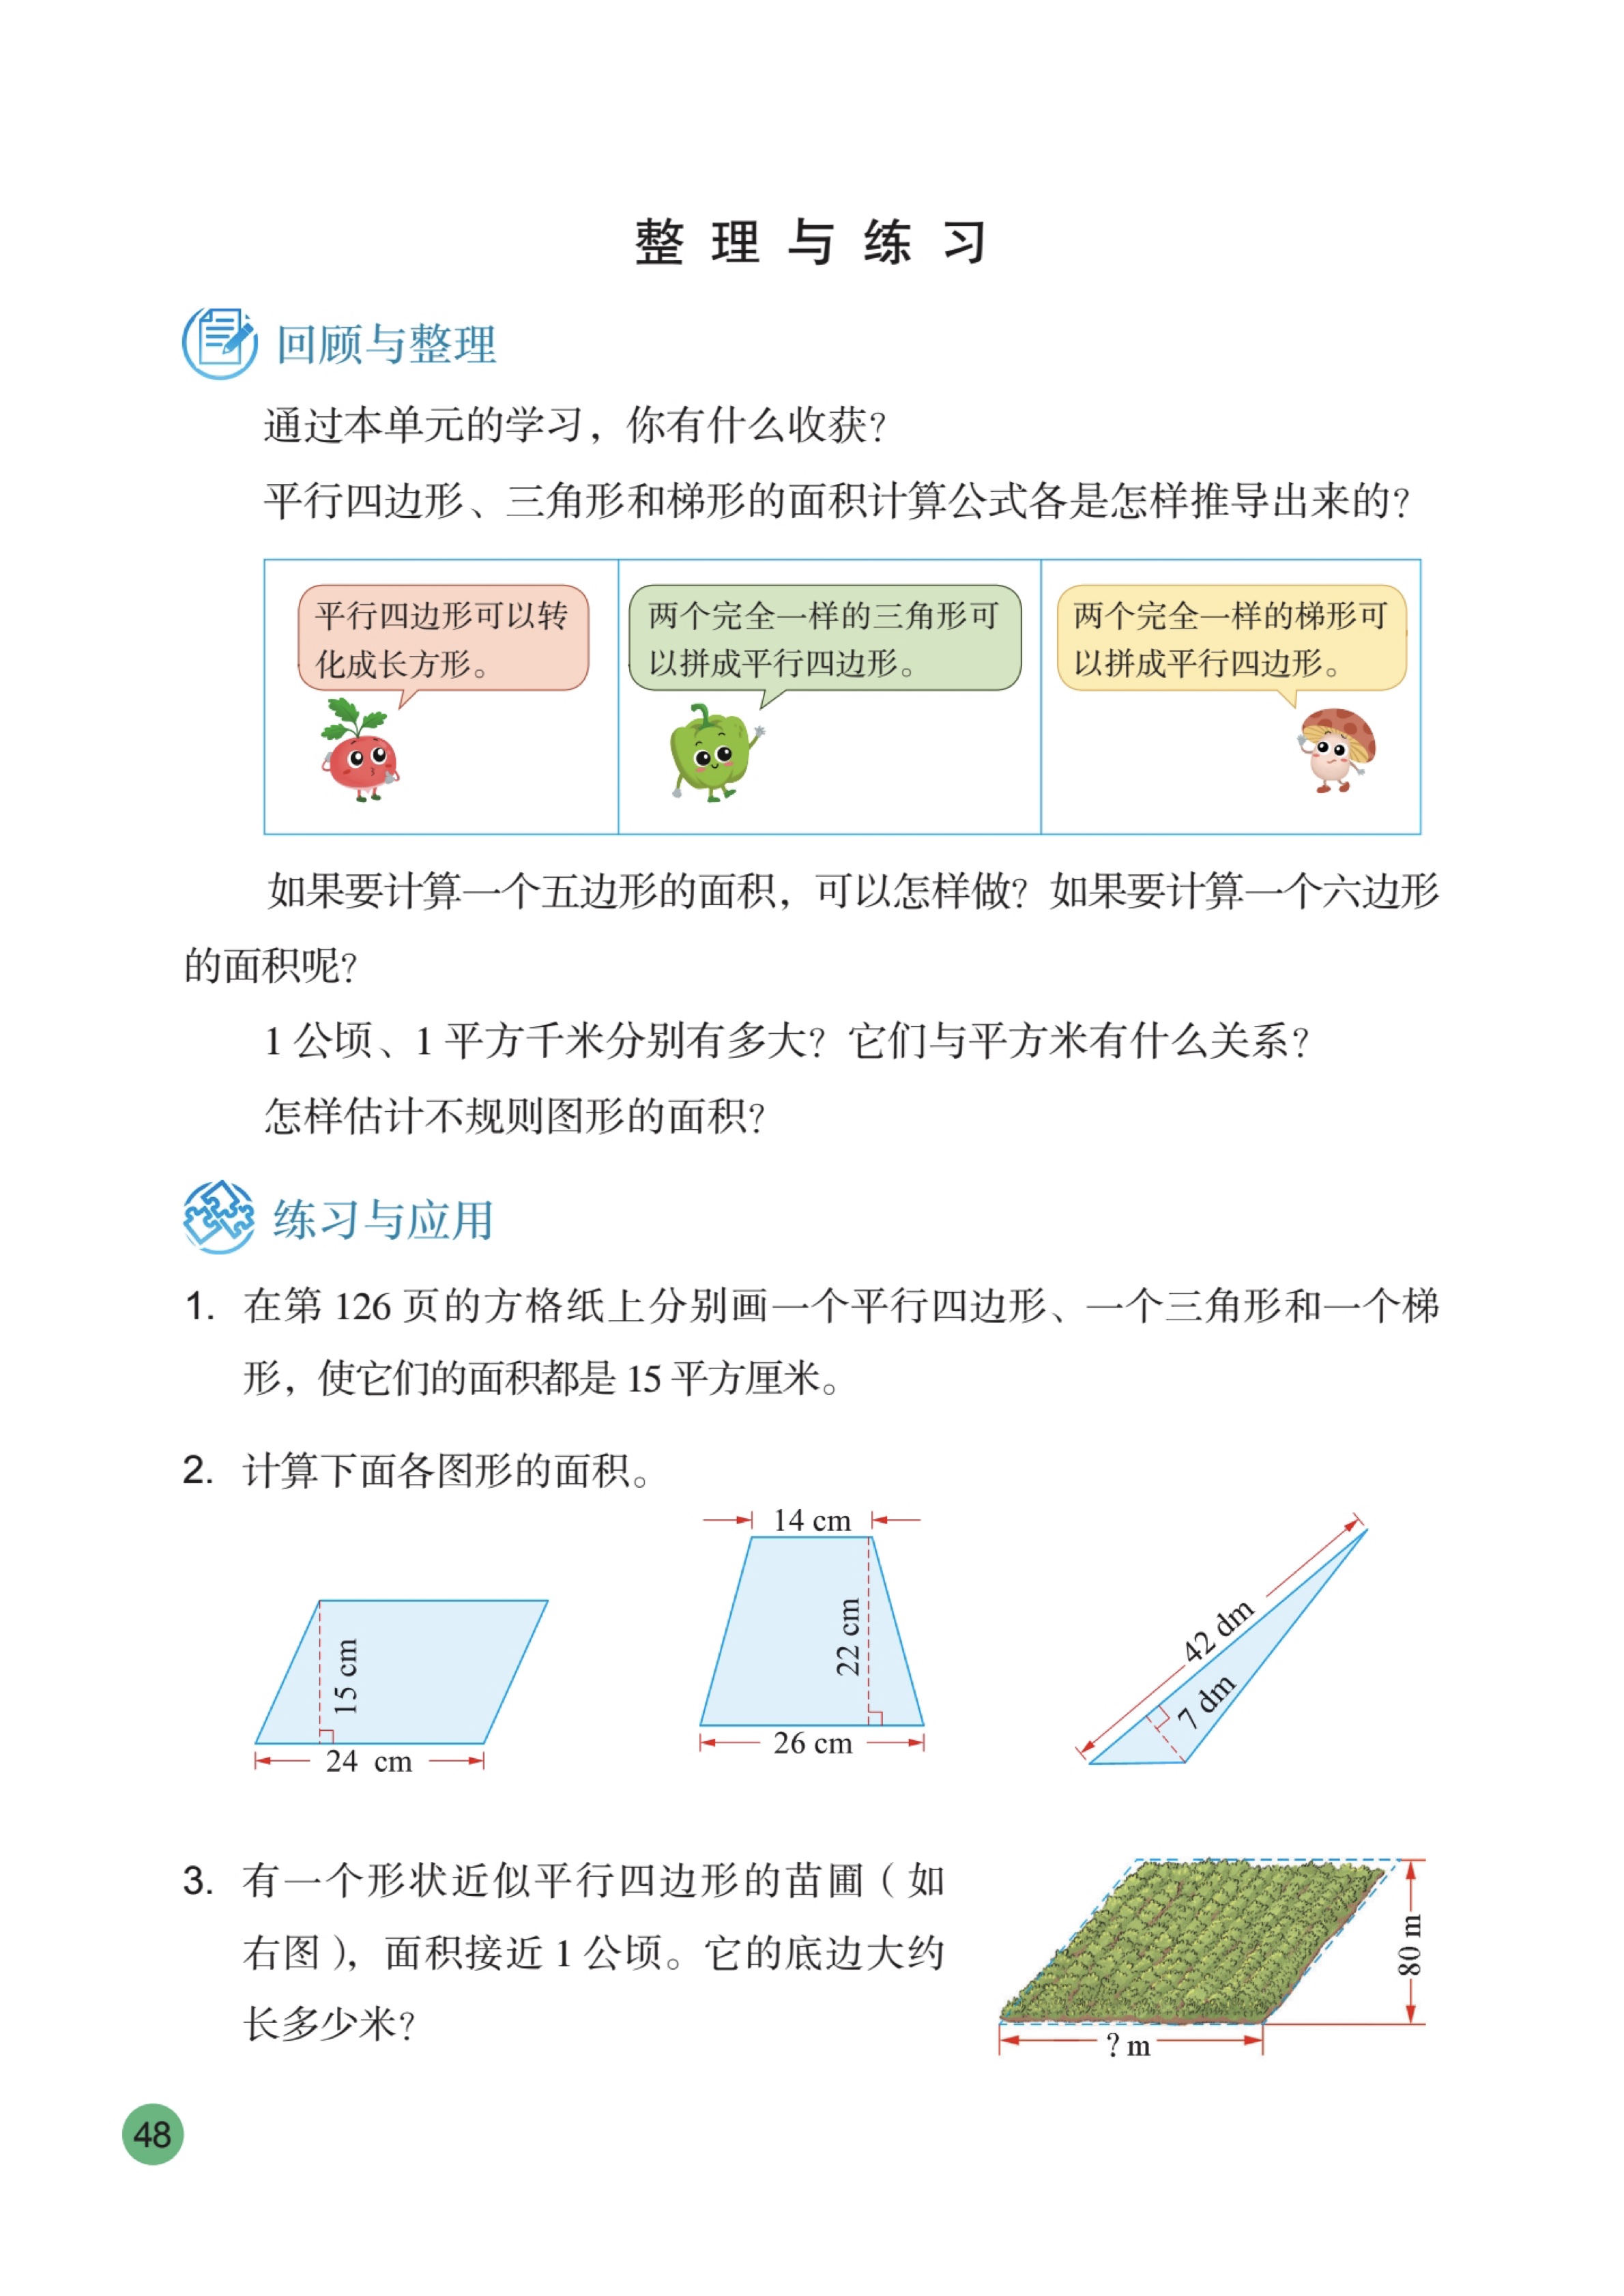 整理与练习
回顾与整理
通过本单元的学习，你有什么收获？
平行四边形、三角形和梯形的面积计算公式各是怎样推导出来的？
平行四边形可以转
化成长方形。
两个完全一样的三角形可
以拼成平行四边形。
两个完全一样的梯形可
以拼成平行四边形。
如果要计算一个五边形的面积，可以怎样做？如果要计算一个六边形
的面积呢？
1 公顷、1 平方千米分别有多大？它们与平方米有什么关系？
怎样估计不规则图形的面积？
练习与应用
1. 在第 126 页的方格纸上分别画一个平行四边形、一个三角形和一个梯
形，使它们的面积都是 15 平方厘米。
2. 计算下面各图形的面积。
15 cm
24 cm
14 cm
22 cm
26 cm
42 dm
7 dm
3. 有一个形状近似平行四边形的苗圃（如
右图），面积接近 1 公顷。它的底边大约
长多少米？
80 m
? m
48